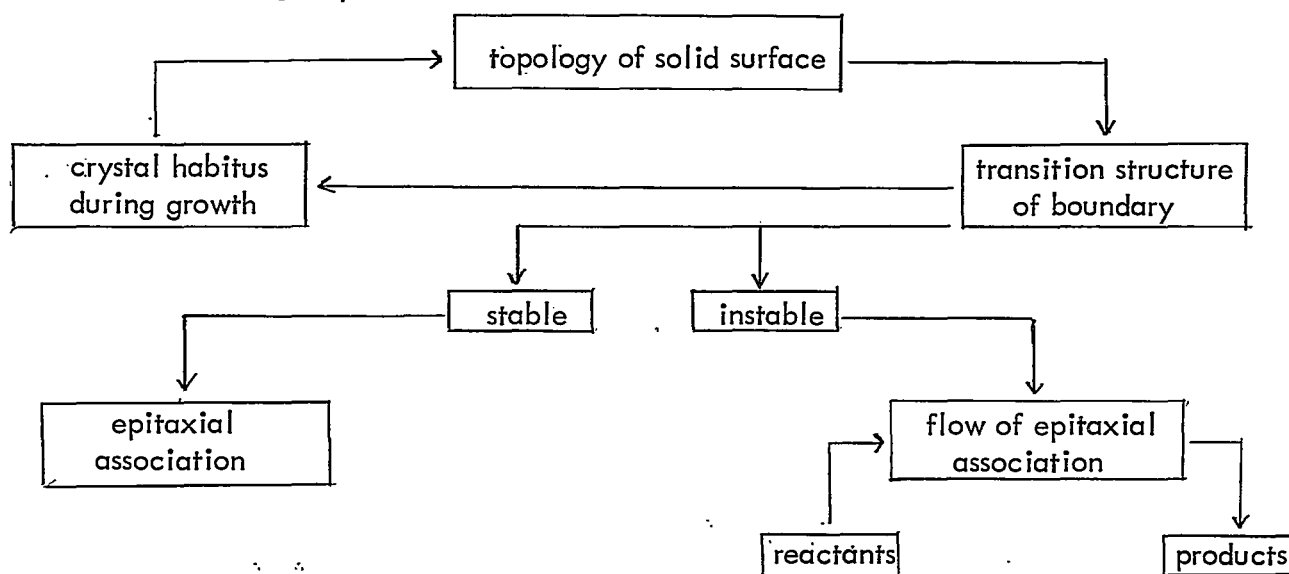 topology of solid surface
crystal habitus
during growth
transition structure
of boundary
stable
instable
epitaxial
association
flow of epitaxial
association
reactants
products